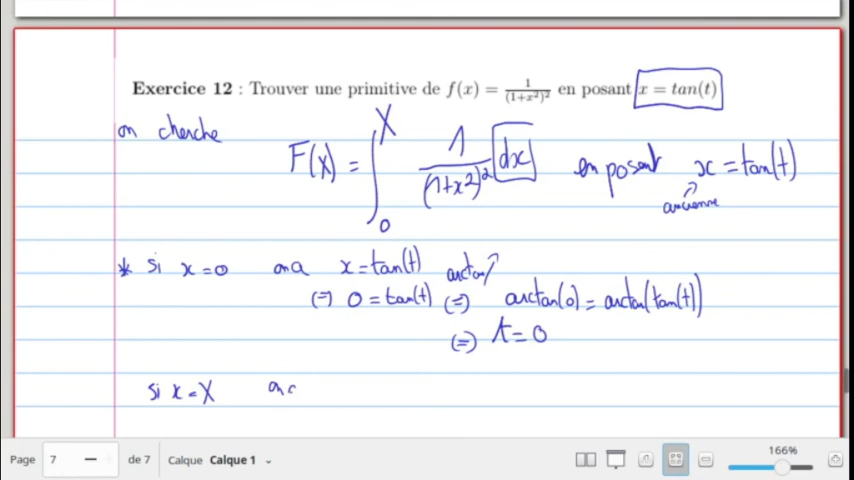 Exercice 12 : Trouver une primitive de f(x) = 1/(1+x²)² en posant x = tan(t)
on cherche
F(X) = ∫₀^X 1/(1+x²)² dx en posant x = tan(t)
ancienne
* si x=0 on a x = tan(t) arctan ↗
(=) 0 = tan(t) (=) arctan(0) = arctan(tan(t))
(=) t = 0
si x = X
Page 7 de 7 Calque Calque 1 166%